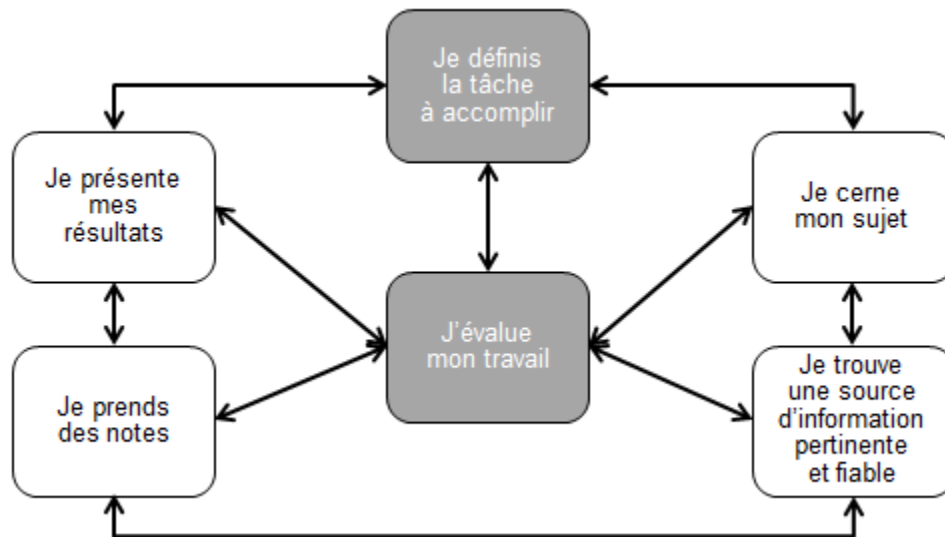 Je définis
la tâche
à accomplir
Je présente
mes
résultats
Je cerne
mon sujet
J'évalue
mon travail
Je prends
des notes
Je trouve
une source
d'information
pertinente
et fiable